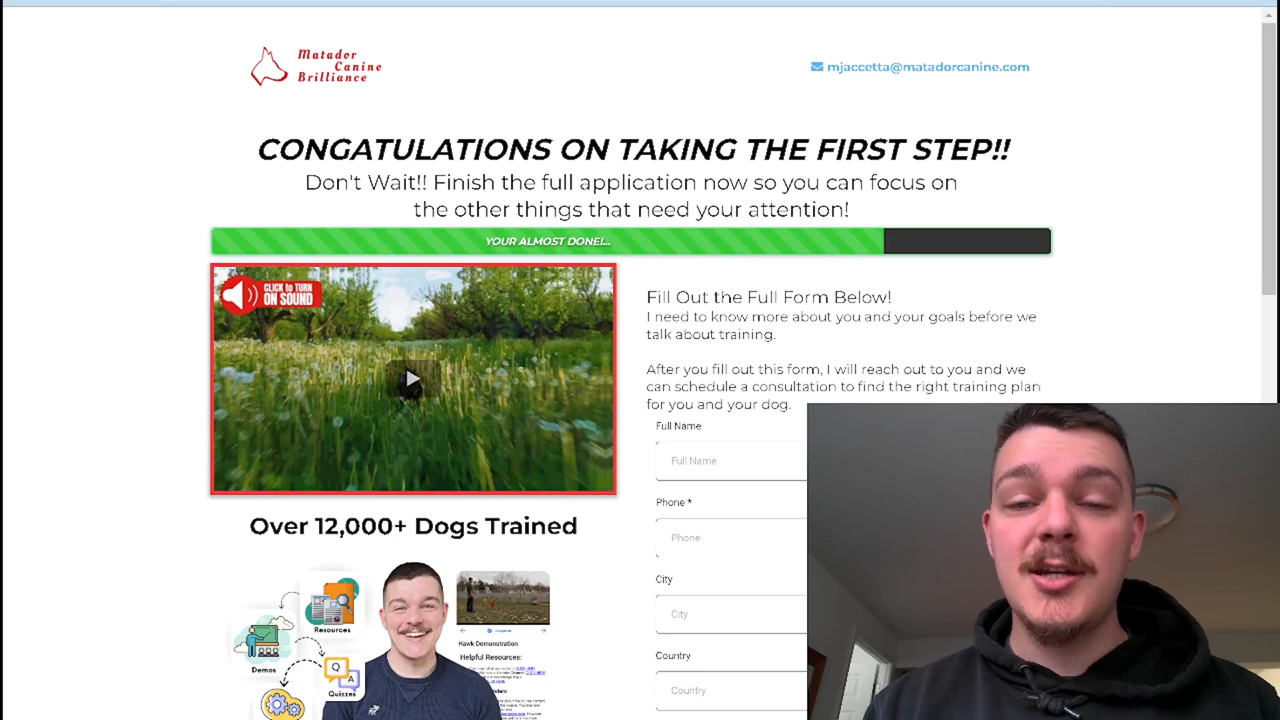 Matador
Canine
Brilliance
mjaccetta@matadorcanine.com
CONGATULATIONS ON TAKING THE FIRST STEP!!
Don't Wait!! Finish the full application now so you can focus on
the other things that need your attention!
YOUR ALMOST DONE!...
CLICK to TURN
ON SOUND
Fill Out the Full Form Below!
I need to know more about you and your goals before we
talk about training.
After you fill out this form, I will reach out to you and we
can schedule a consultation to find the right training plan
for you and your dog.
Full Name
Full Name
Phone *
Phone
City
City
Country
Country
Over 12,000+ Dogs Trained
Resources
Demos
Q
A
Quizzes
Hawk Demonstration
Helpful Resources: